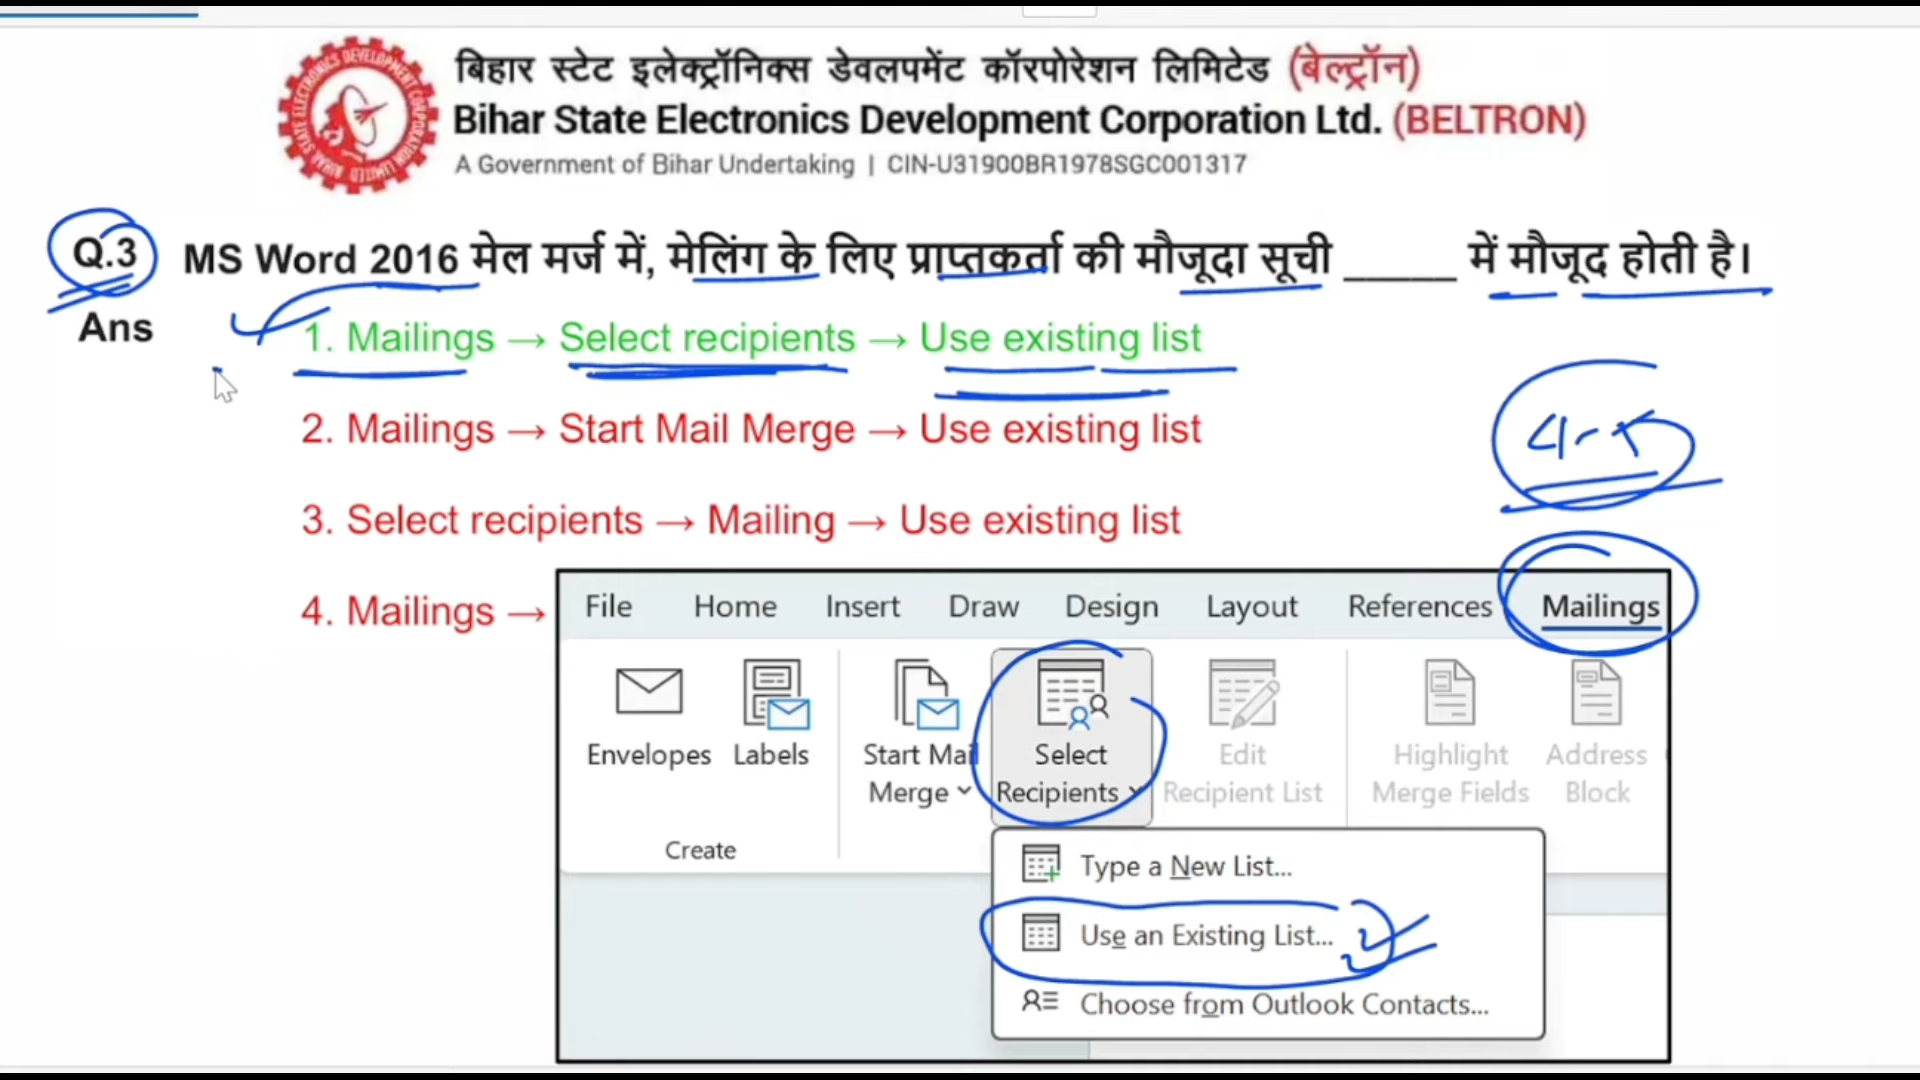 बिहार स्टेट इलेक्ट्रॉनिक्स डेवलपमेंट कॉरपोरेशन लिमिटेड (बेल्ट्रॉन)
Bihar State Electronics Development Corporation Ltd. (BELTRON)
A Government of Bihar Undertaking | CIN-U31900BR1978SGC001317
Q.3 MS Word 2016 मेल मर्ज में, मेलिंग के लिए प्राप्तकर्ता की मौजूदा सूची _____ में मौजूद होती है।
Ans 1. Mailings → Select recipients → Use existing list
2. Mailings → Start Mail Merge → Use existing list
3. Select recipients → Mailing → Use existing list
4. Mailings →
File Home Insert Draw Design Layout References Mailings
Envelopes Labels Start Mail Merge Select Recipients Edit Recipient List Highlight Merge Fields Address Block
Create
Type a New List...
Use an Existing List...
Choose from Outlook Contacts...